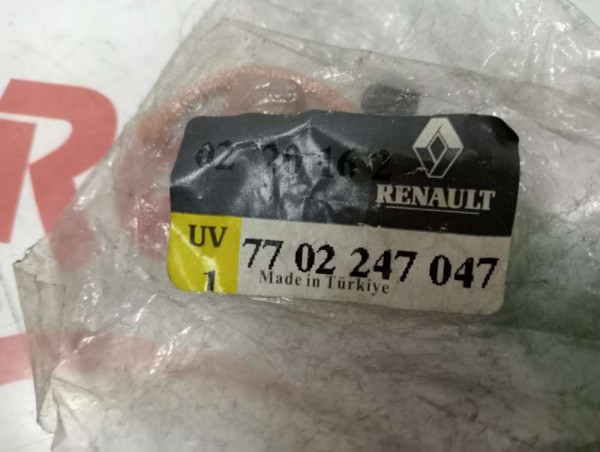 R
RENAULT
UV
1
77 02 247 047
Made in Türkiye